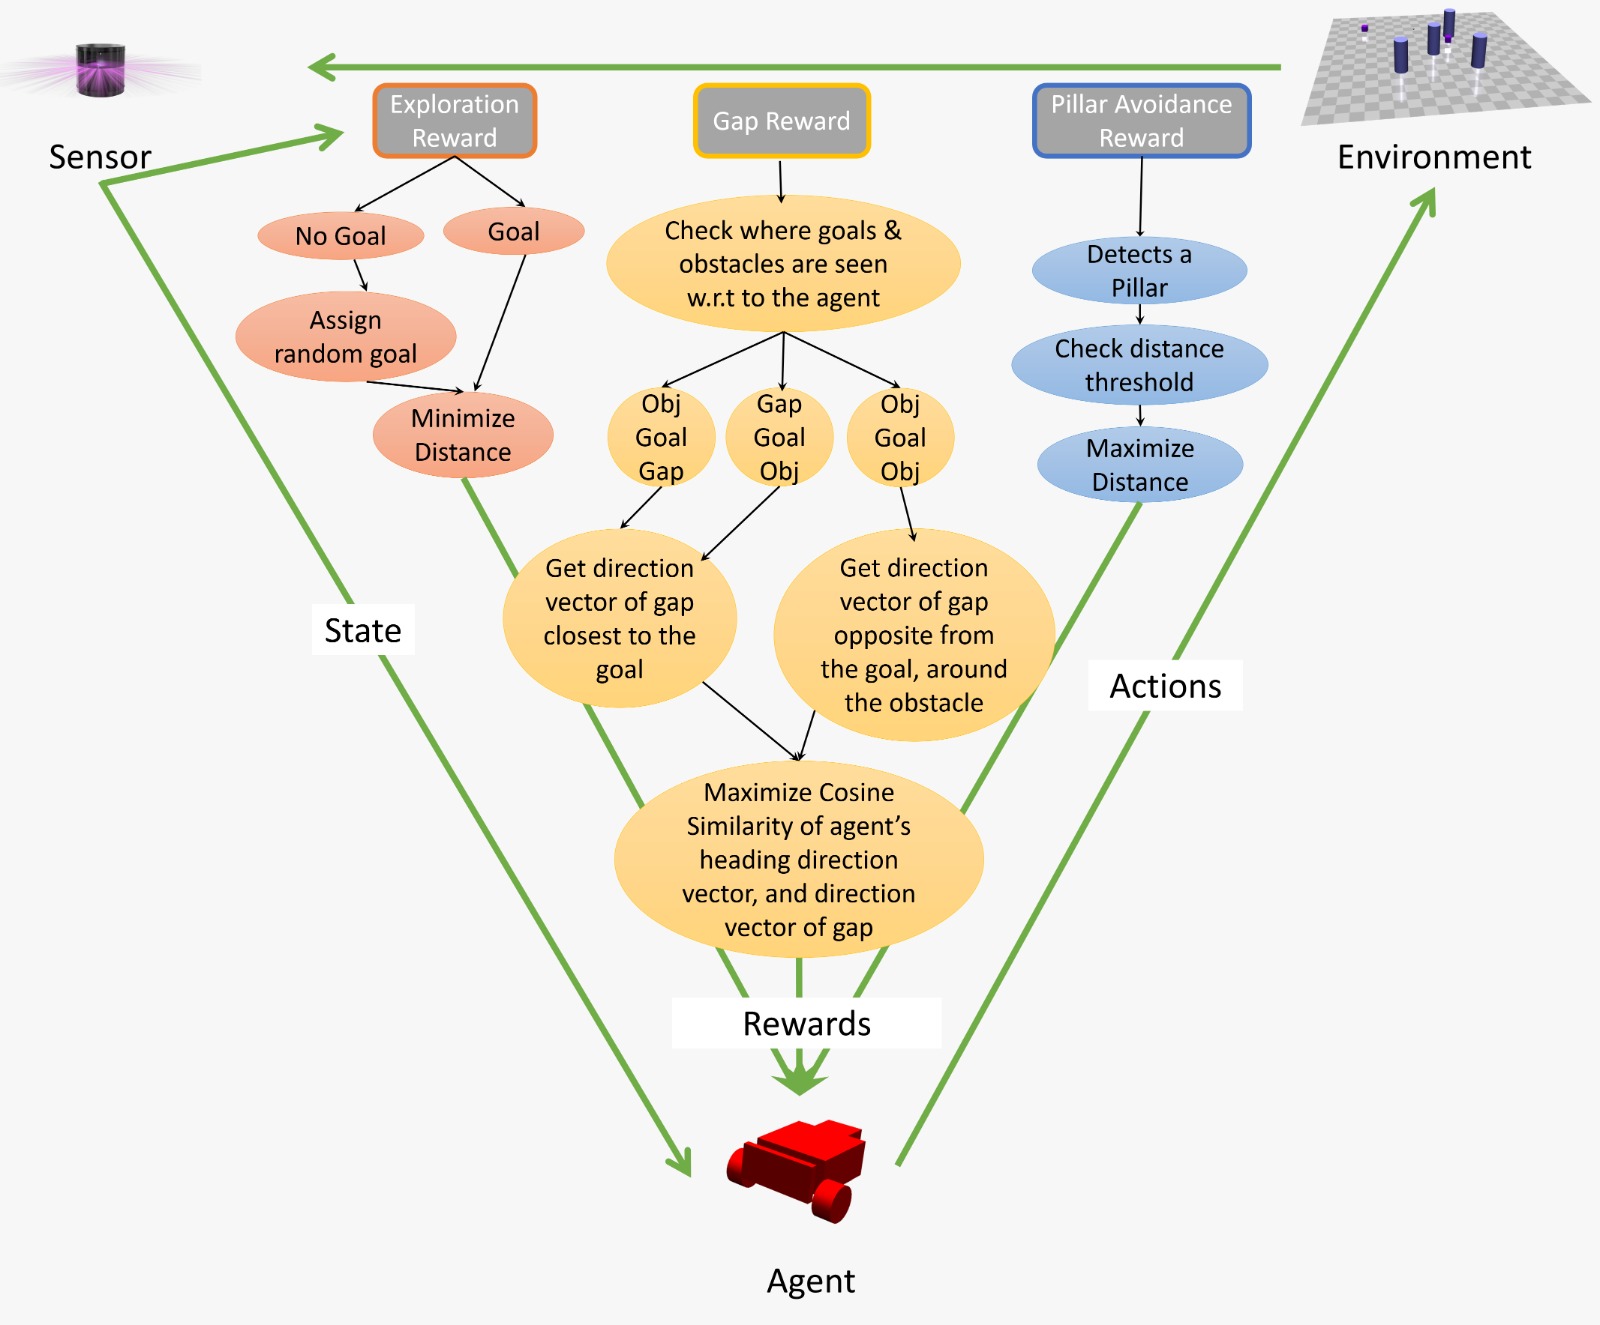 Sensor
Exploration
Reward
Gap Reward
Pillar Avoidance
Reward
Environment
No Goal
Goal
Assign
random goal
Minimize
Distance
Check where goals &
obstacles are seen
w.r.t to the agent
Obj
Goal
Gap
Gap
Goal
Obj
Obj
Goal
Obj
Get direction
vector of gap
closest to the
goal
Get direction
vector of gap
opposite from
the goal, around
the obstacle
Maximize Cosine
Similarity of agent’s
heading direction
vector, and direction
vector of gap
Detects a
Pillar
Check distance
threshold
Maximize
Distance
State
Actions
Rewards
Agent